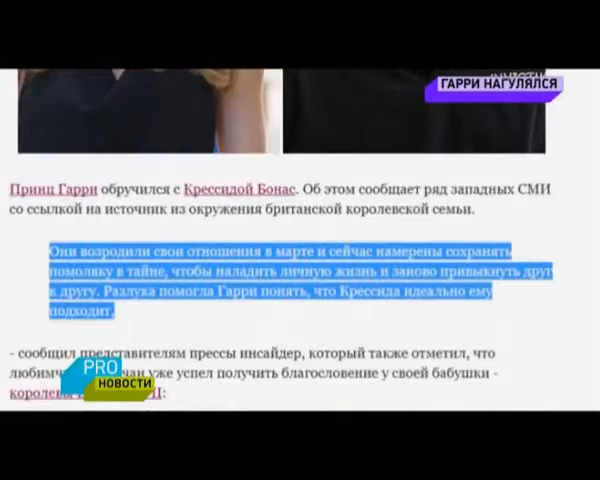 ГАРРИ НАГУЛЯЛСЯ
Принц Гарри обручился с Крессидой Бонас. Об этом сообщает ряд западных СМИ
со ссылкой на источник из окружения британской королевской семьи.
Они возродили свои отношения в марте и сейчас намерены сохранять
помолвку в тайне, чтобы наладить личную жизнь и заново привыкнуть друг
к другу. Разлука помогла Гарри понять, что Крессида идеально ему
подходит.
- сообщил представителям прессы инсайдер, который также отметил, что
уже успел получить благословение у своей бабушки -
PRO
НОВОСТИ